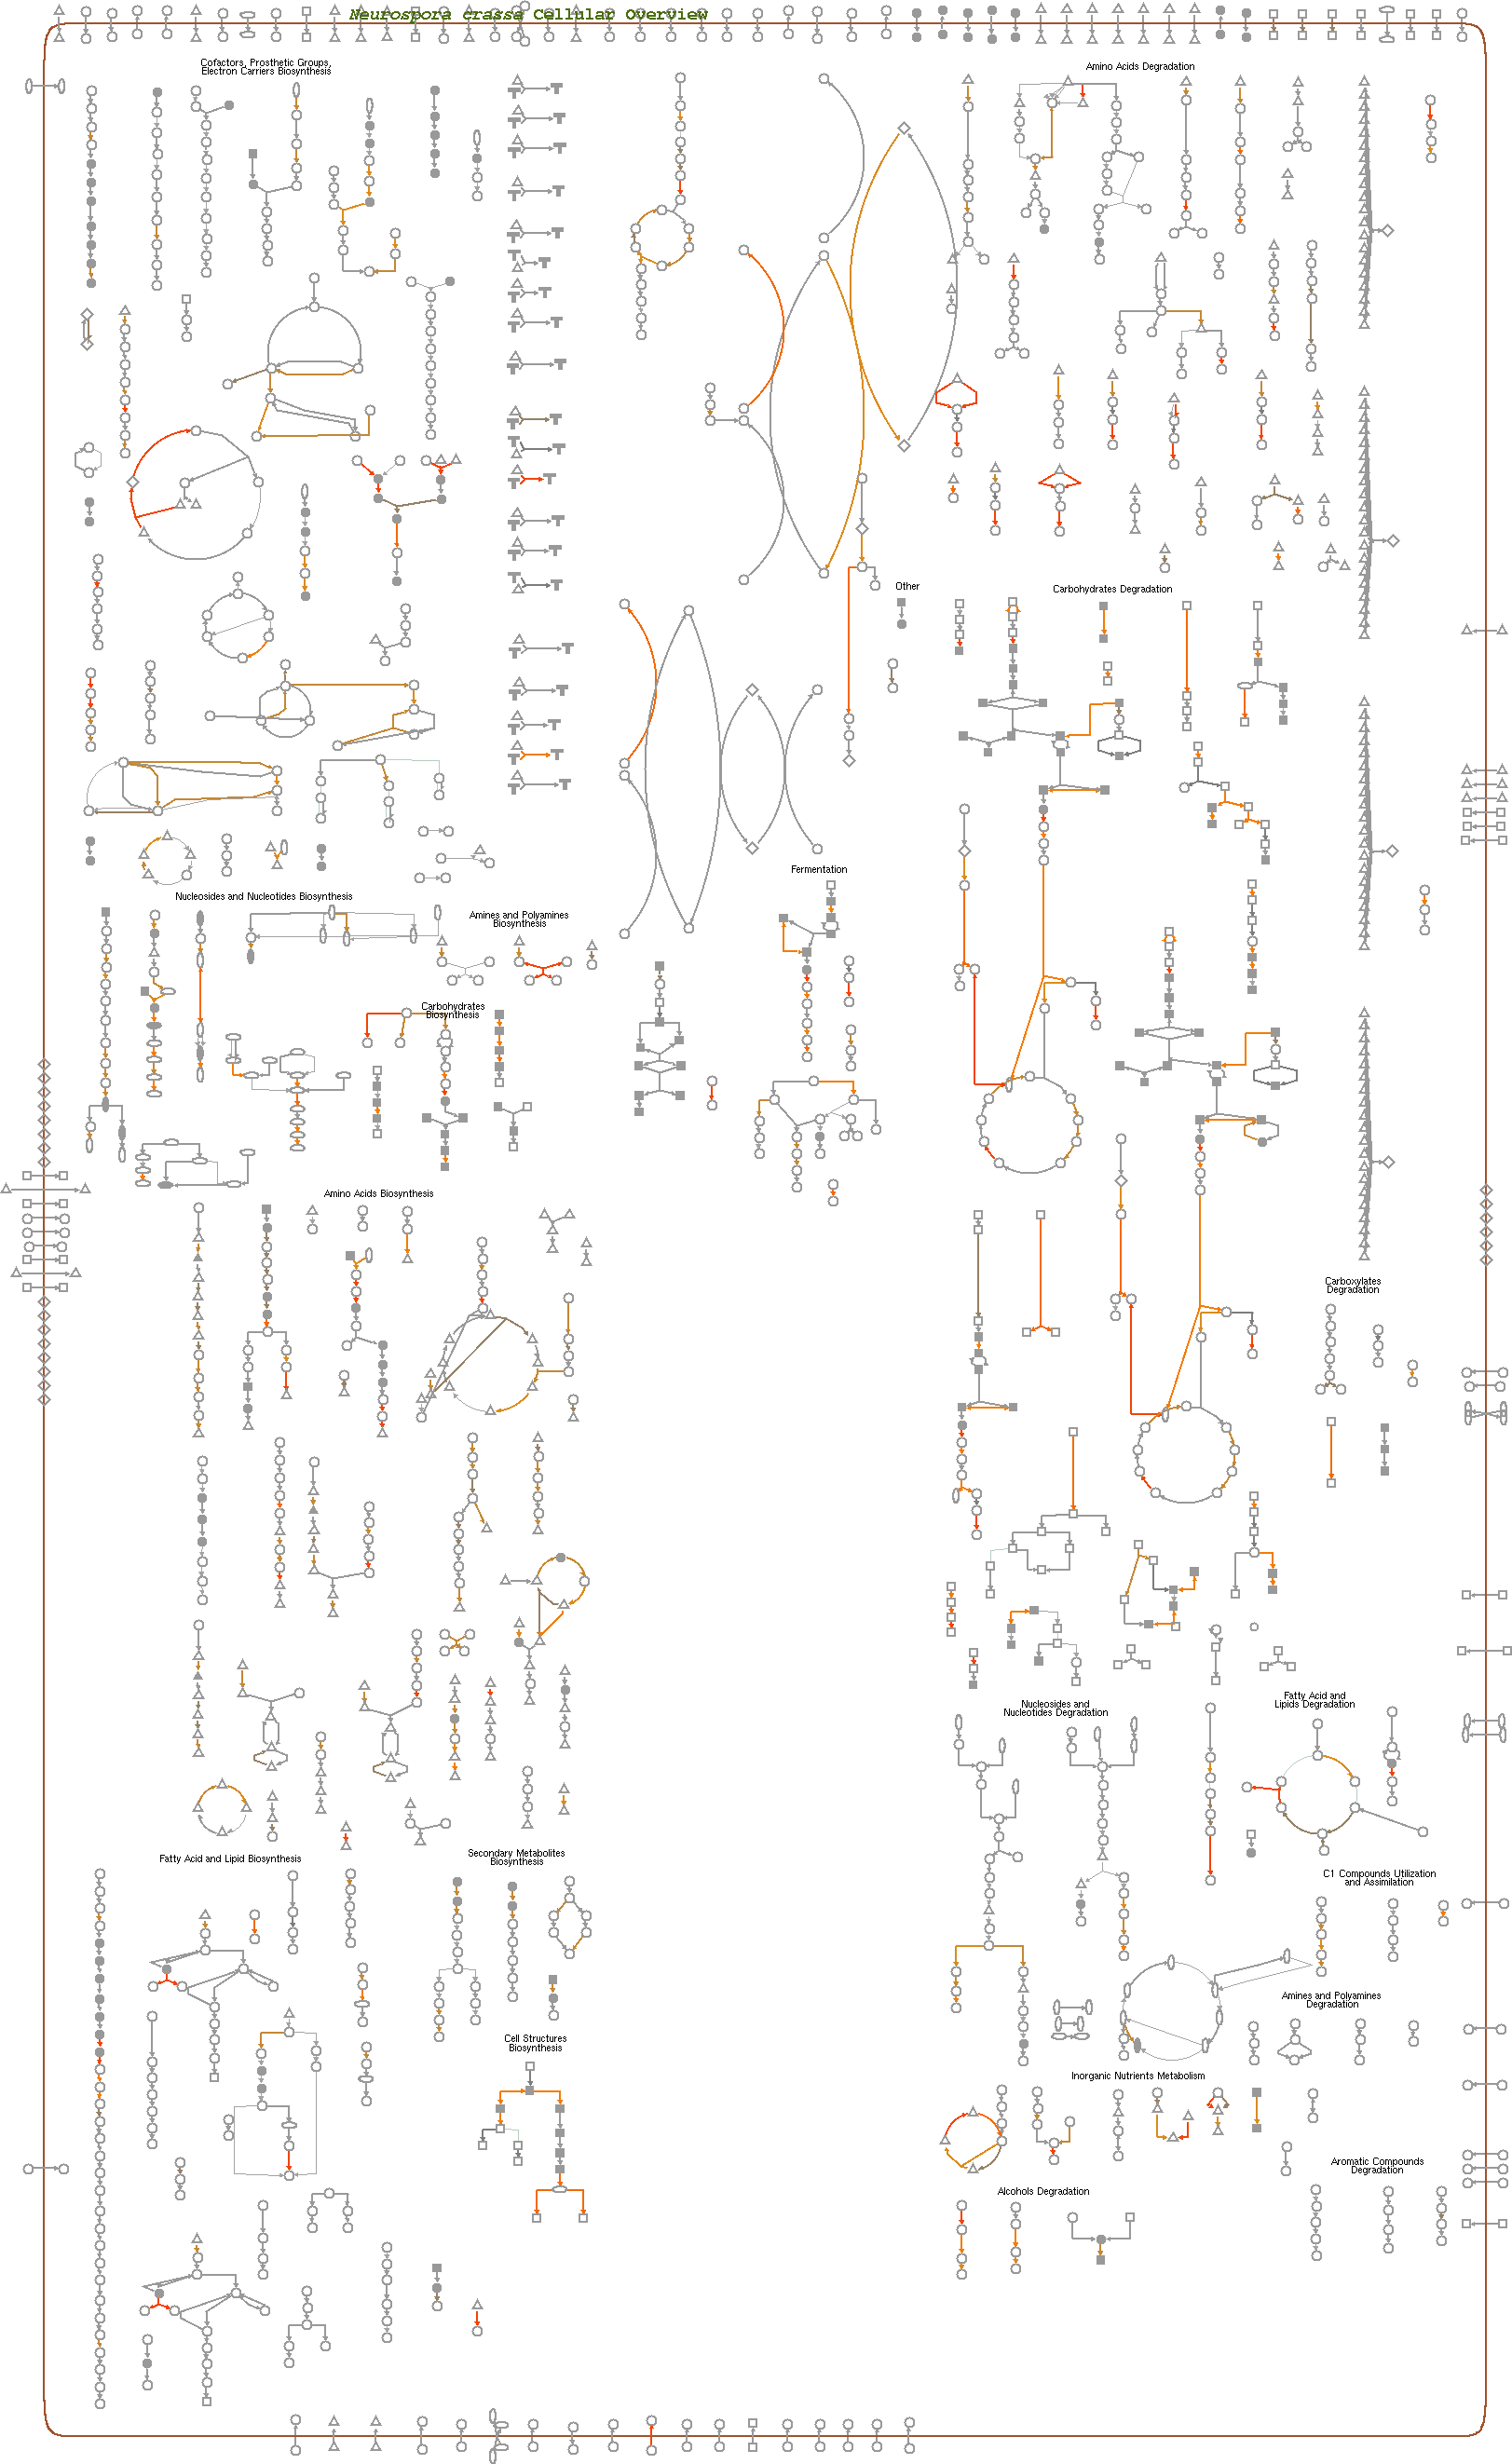 Neurospora crassa Cellular Overview
Cofactors, Prosthetic Groups,
Electron Carriers Biosynthesis
Amino Acids Degradation
Other
Carbohydrates Degradation
Fermentation
Nucleosides and Nucleotides Biosynthesis
Amines and Polyamines
Biosynthesis
Carbohydrates
Biosynthesis
Amino Acids Biosynthesis
Carboxylates
Degradation
Nucleosides and
Nucleotides Degradation
Fatty Acid and
Lipids Degradation
Fatty Acid and Lipid Biosynthesis
Secondary Metabolites
Biosynthesis
C1 Compounds Utilization
and Assimilation
Amines and Polyamines
Degradation
Cell Structures
Biosynthesis
Inorganic Nutrients Metabolism
Aromatic Compounds
Degradation
Alcohols Degradation